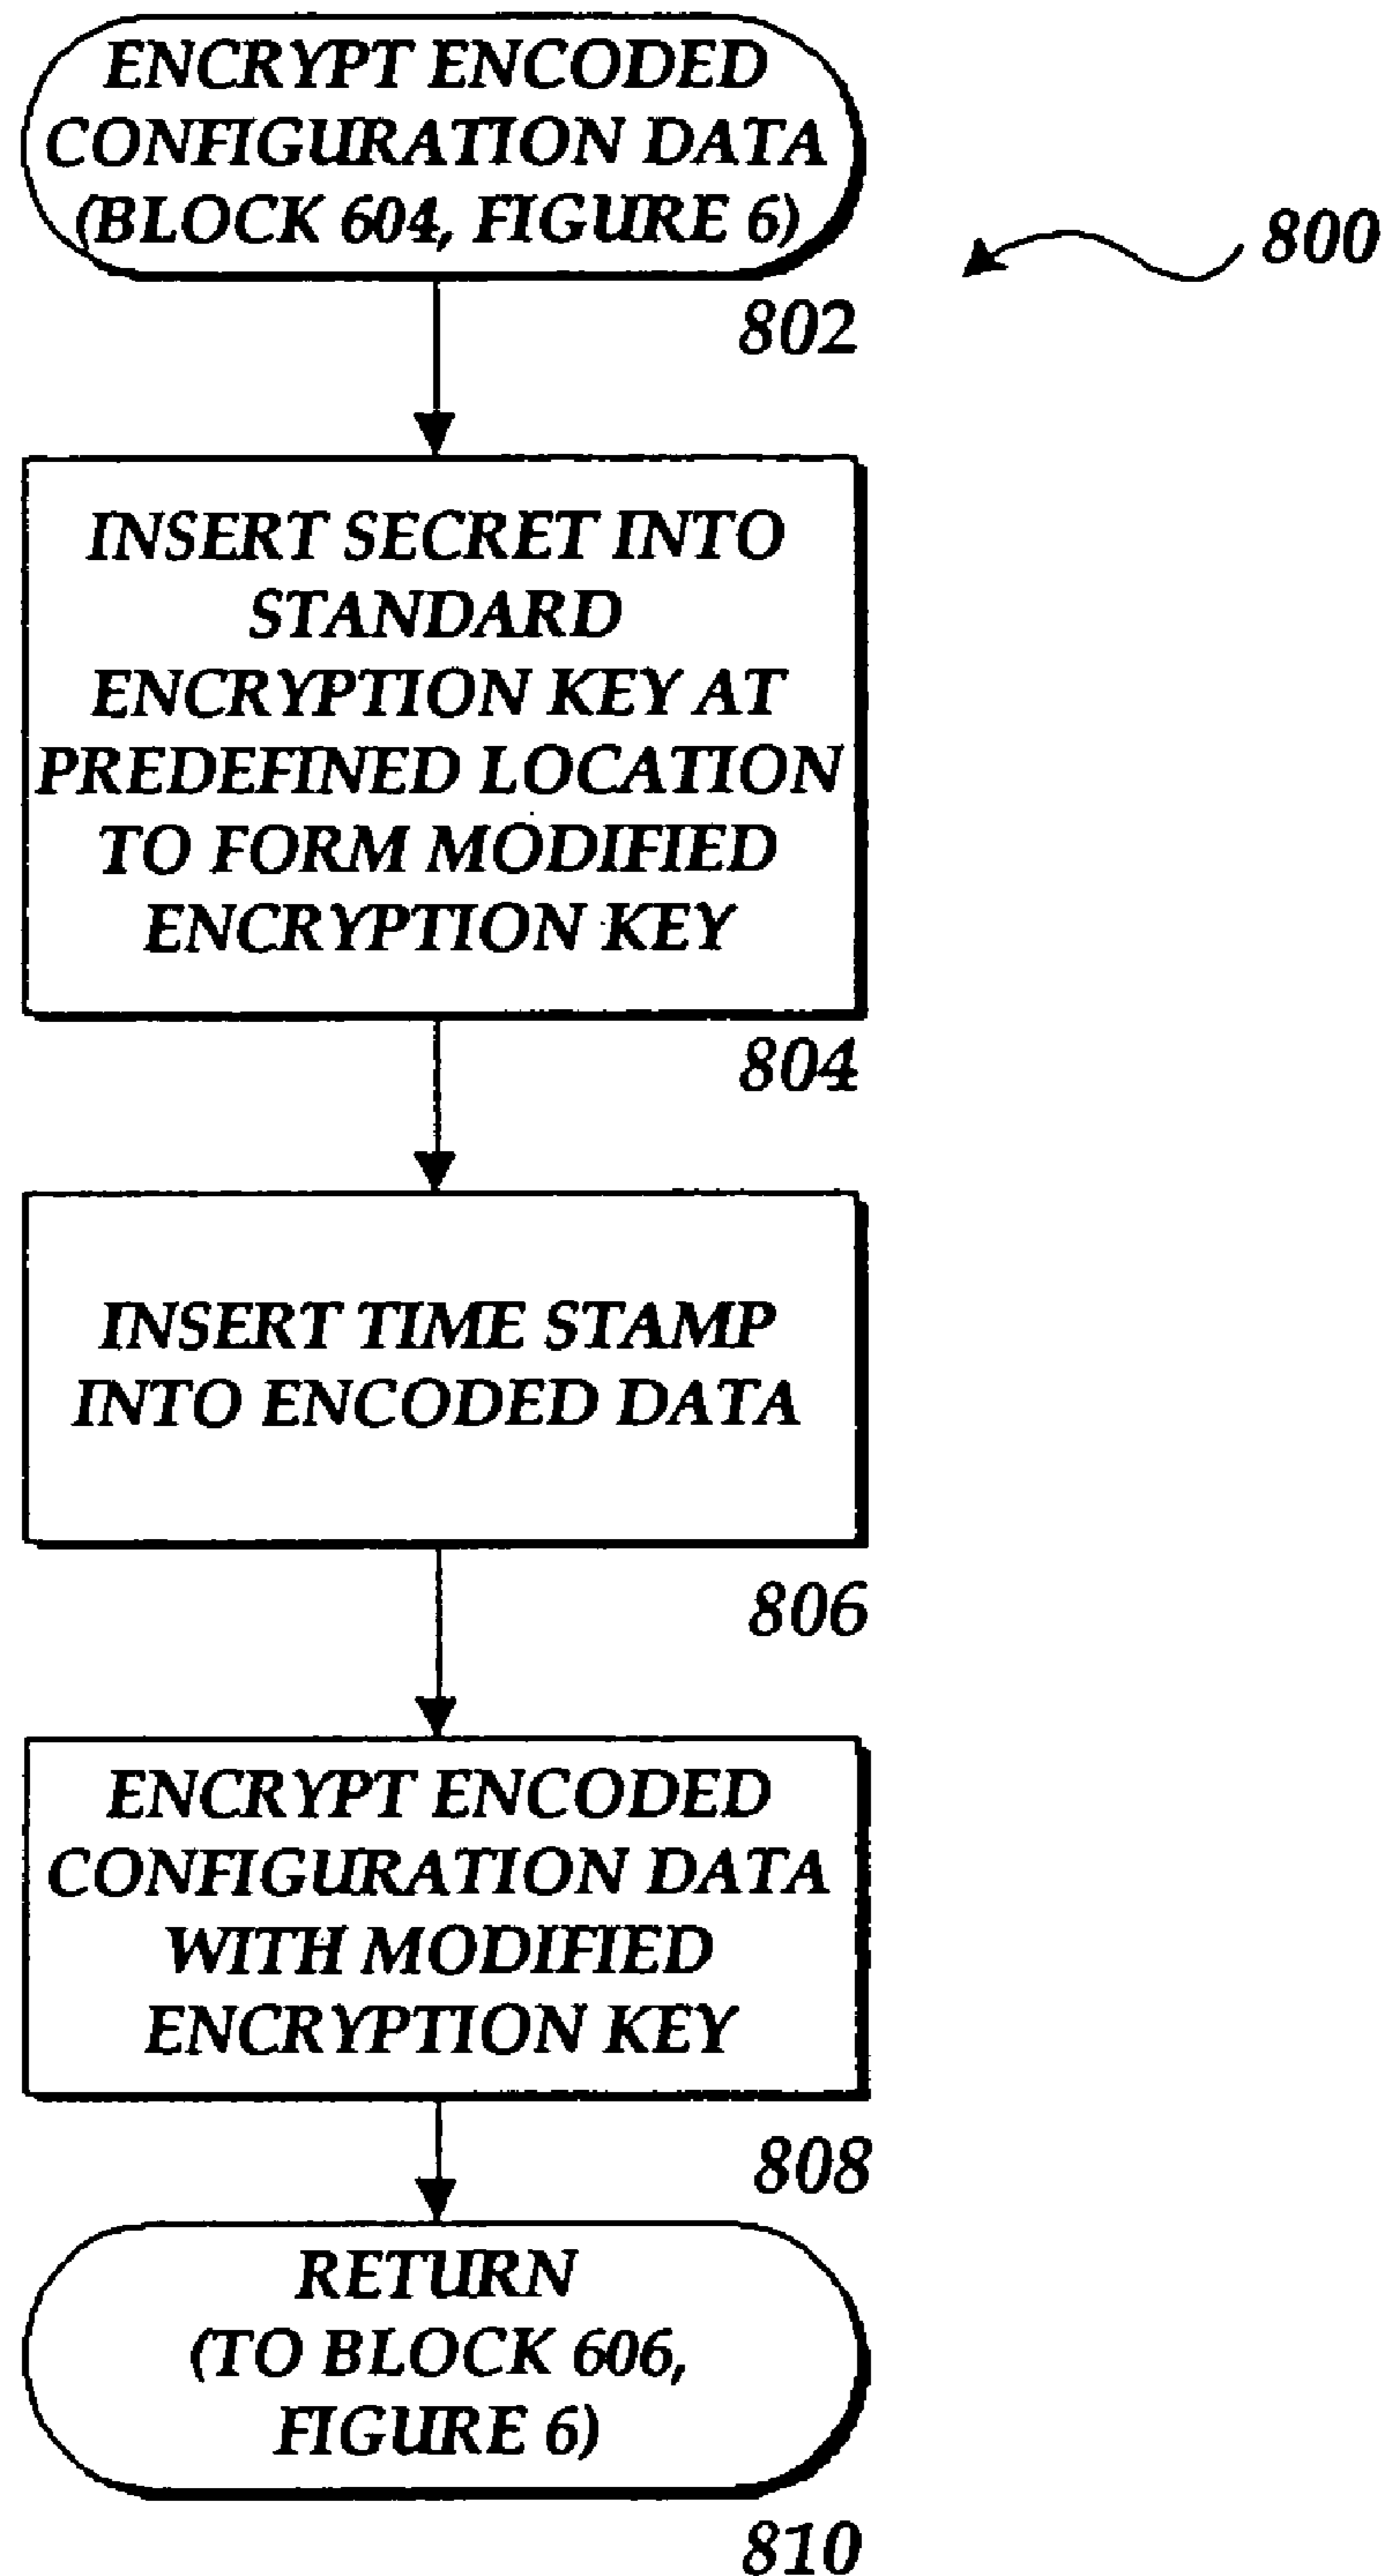 ENCRYPT ENCODED
CONFIGURATION DATA
(BLOCK 604, FIGURE 6)
800
802
INSERT SECRET INTO
STANDARD
ENCRYPTION KEY AT
PREDEFINED LOCATION
TO FORM MODIFIED
ENCRYPTION KEY
804
INSERT TIME STAMP
INTO ENCODED DATA
806
ENCRYPT ENCODED
CONFIGURATION DATA
WITH MODIFIED
ENCRYPTION KEY
808
RETURN
(TO BLOCK 606,
FIGURE 6)
810